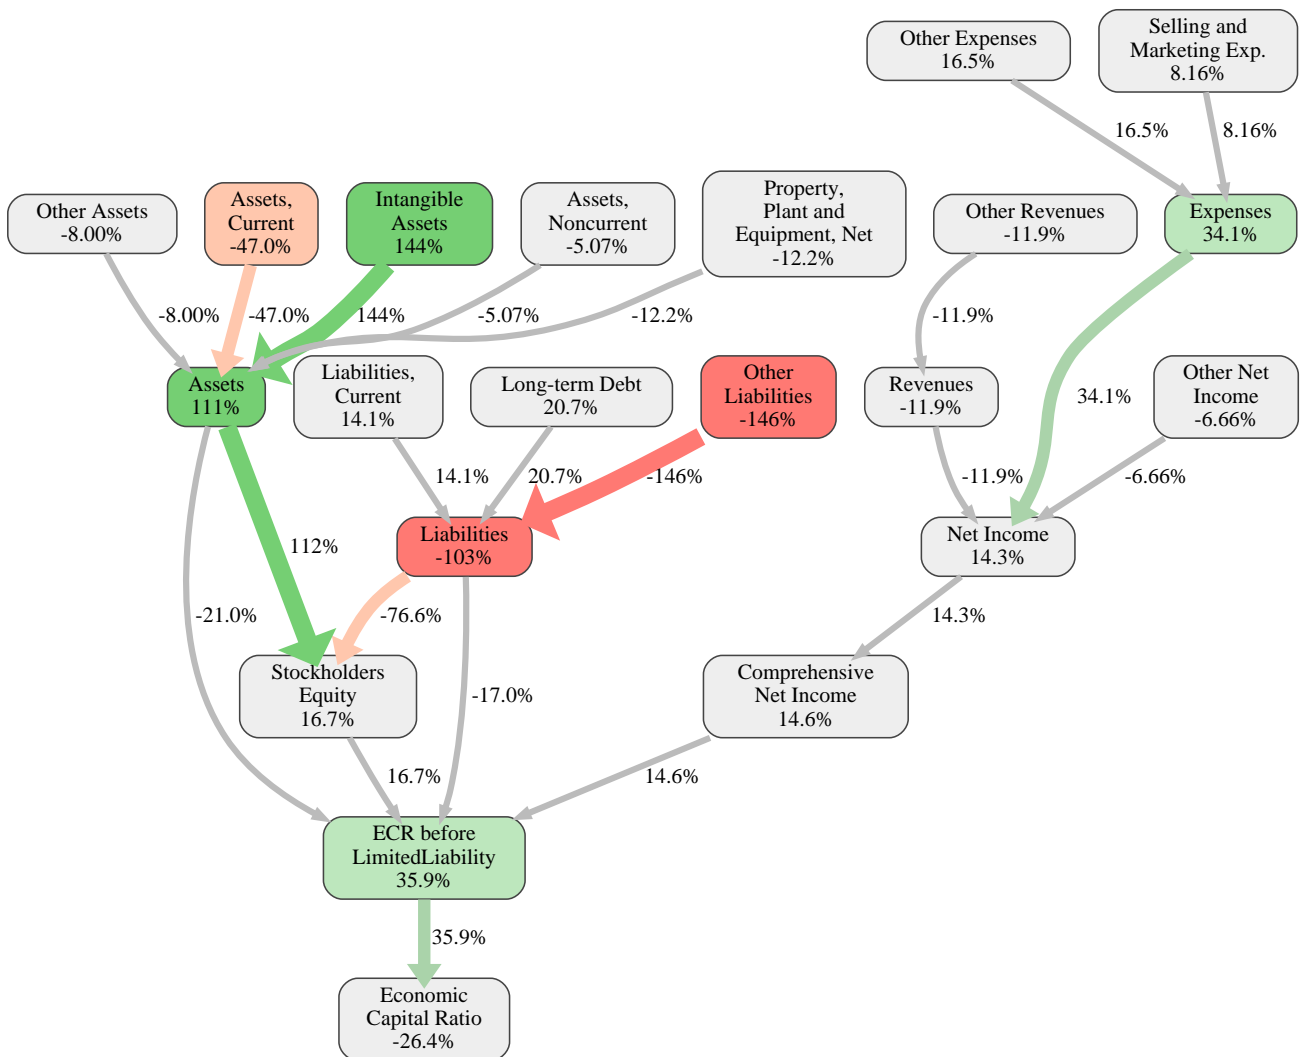 Other Expenses
16.5%
Selling and
Marketing Exp.
8.16%
16.5%
8.16%
Other Assets
-8.00%
Assets,
Current
-47.0%
Intangible
Assets
144%
Assets,
Noncurrent
-5.07%
Property,
Plant and
Equipment, Net
-12.2%
Other Revenues
-11.9%
Expenses
34.1%
-8.00%
-47.0%
144%
-5.07%
-12.2%
-11.9%
Assets
111%
Liabilities,
Current
14.1%
Long-term Debt
20.7%
Other
Liabilities
-146%
Revenues
-11.9%
34.1%
Other Net
Income
-6.66%
14.1%
20.7%
-146%
-11.9%
-6.66%
Liabilities
-103%
Net Income
14.3%
112%
-21.0%
-76.6%
14.3%
Stockholders
Equity
16.7%
-17.0%
Comprehensive
Net Income
14.6%
16.7%
14.6%
ECR before
LimitedLiability
35.9%
35.9%
Economic
Capital Ratio
-26.4%